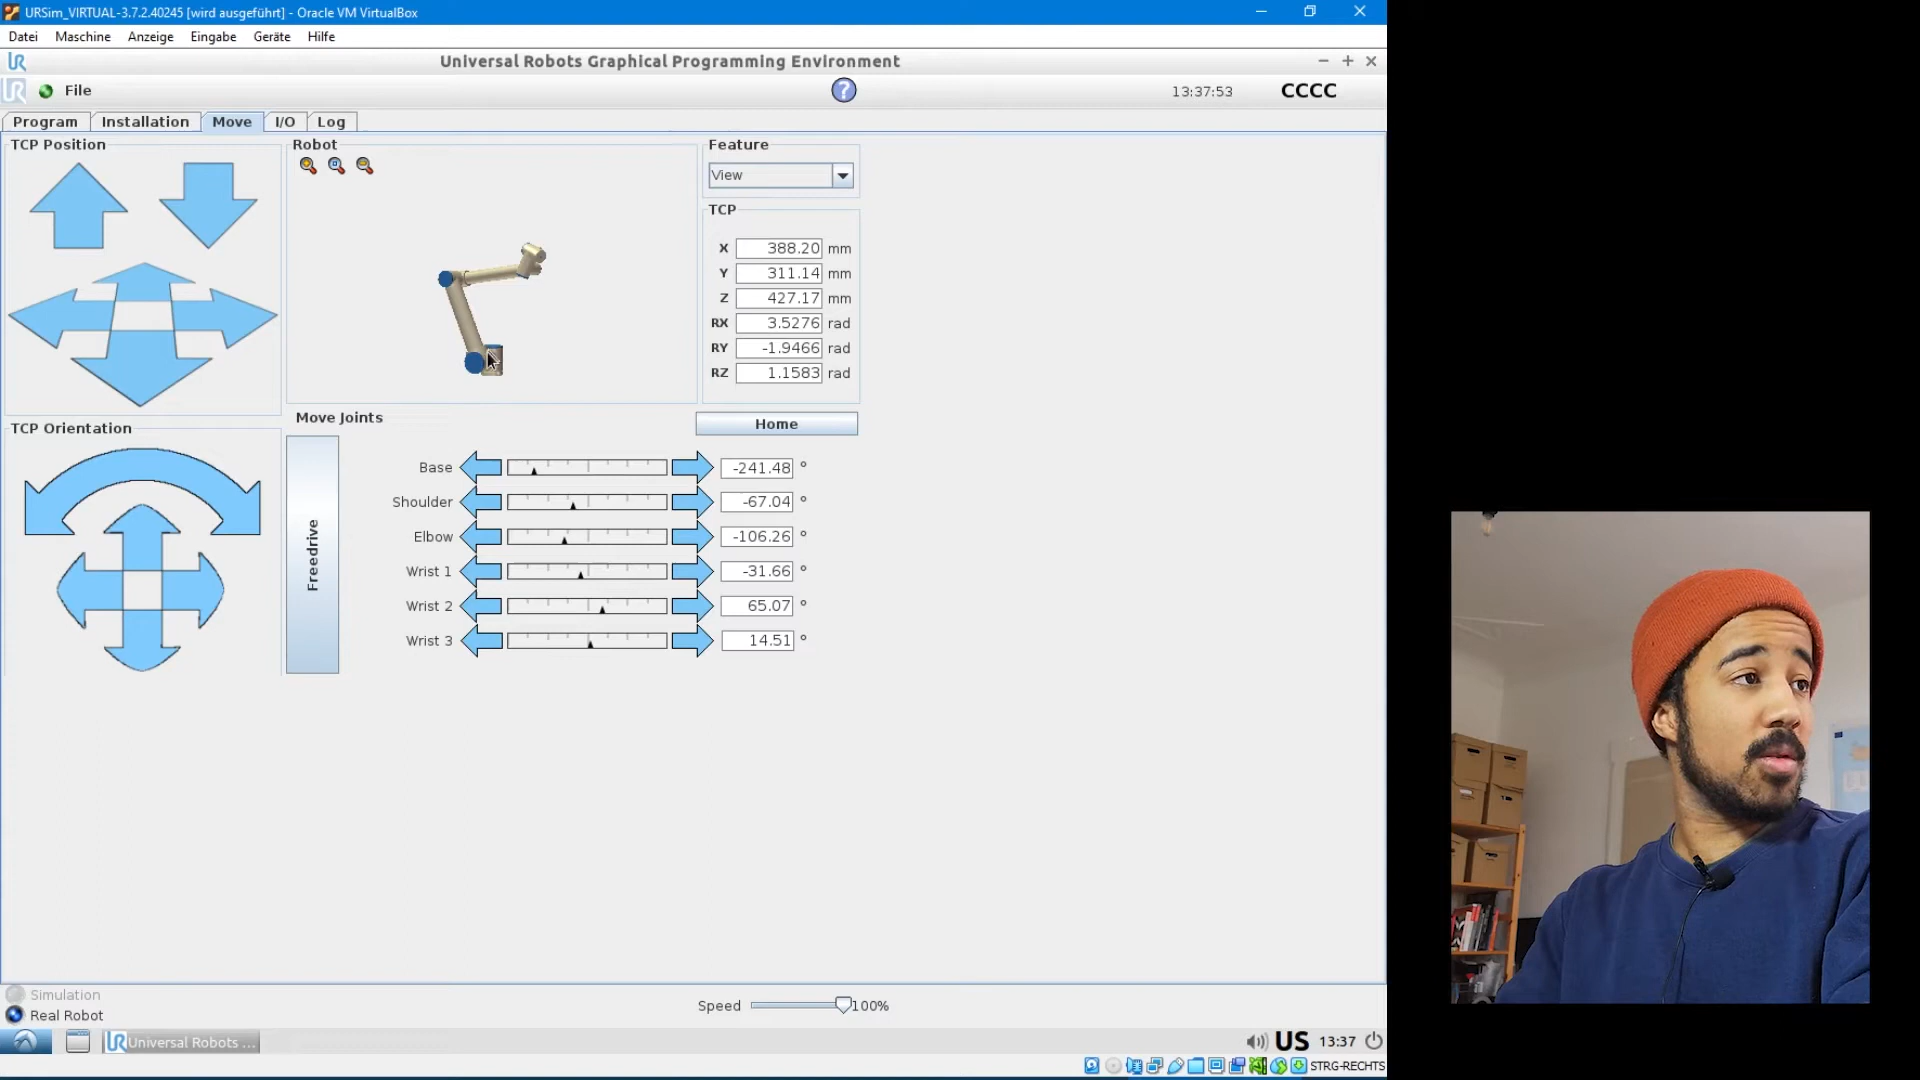 URSim_VIRTUAL-3.7.2.40245 [wird ausgeführt] - Oracle VM VirtualBox
Datei Maschine Anzeige Eingabe Geräte Hilfe
Universal Robots Graphical Programming Environment
File
13:37:53 CCCC
Program Installation Move I/O Log
TCP Position
Robot
Feature
View
TCP
X 388.20 mm
Y 311.14 mm
Z 427.17 mm
RX 3.5276 rad
RY -1.9466 rad
RZ 1.1583 rad
TCP Orientation
Move Joints
Home
Freedrive
Base -241.48 °
Shoulder -67.04 °
Elbow -106.26 °
Wrist 1 -31.66 °
Wrist 2 65.07 °
Wrist 3 14.51 °
Simulation
Real Robot
Speed 100%
Universal Robots ...
US 13:37
STRG-RECHTS